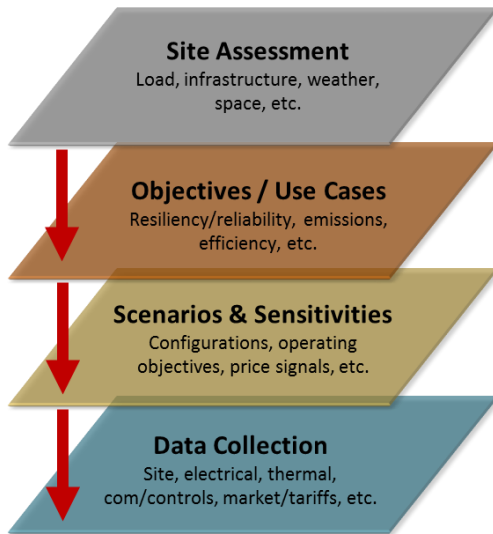 Site Assessment
Load, infrastructure, weather,
space, etc.
Objectives / Use Cases
Resiliency/reliability, emissions,
efficiency, etc.
Scenarios & Sensitivities
Configurations, operating
objectives, price signals, etc.
Data Collection
Site, electrical, thermal,
com/controls, market/tariffs, etc.